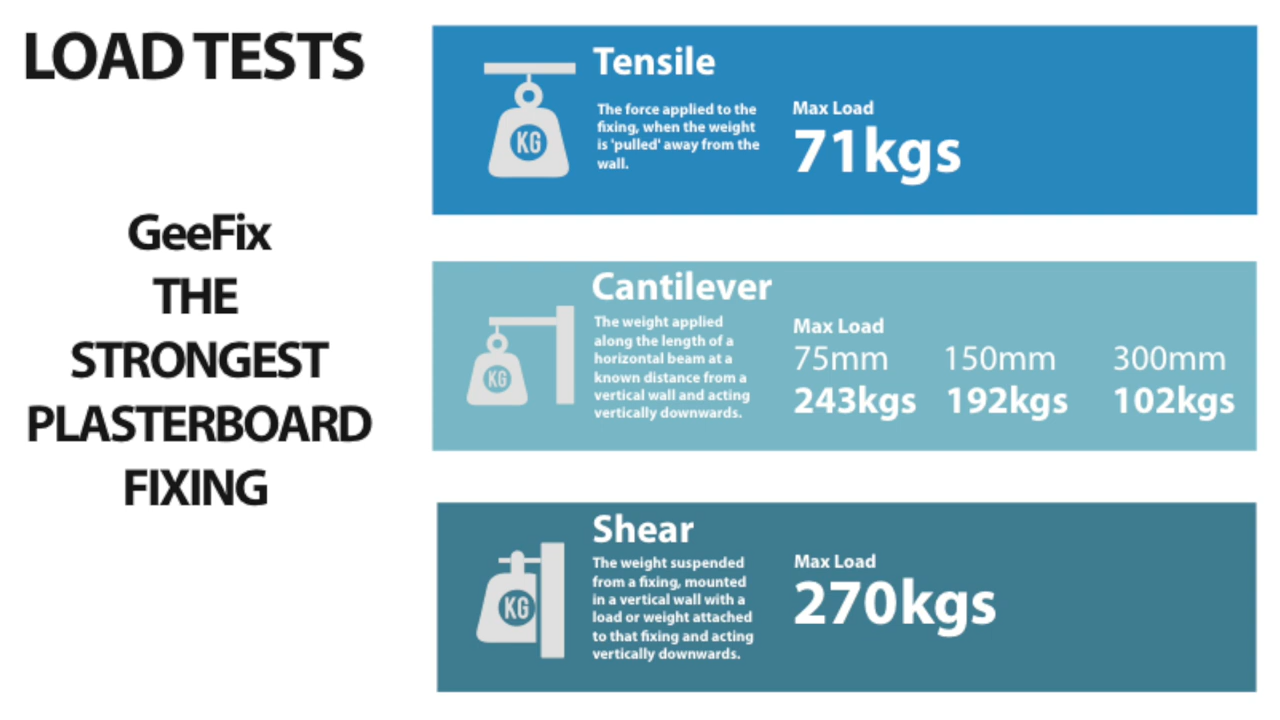 LOAD TESTS
GeeFix
THE
STRONGEST
PLASTERBOARD
FIXING
KG
Tensile
The force applied to the
fixing, when the weight
is 'pulled' away from the
wall.
Max Load
71kgs
KG
Cantilever
The weight applied
along the length of a
horizontal beam at a
known distance from a
vertical wall and acting
vertically downwards.
Max Load
75mm 150mm 300mm
243kgs 192kgs 102kgs
KG
Shear
The weight suspended
from a fixing, mounted
in a vertical wall with a
load or weight attached
to that fixing and acting
vertically downwards.
Max Load
270kgs